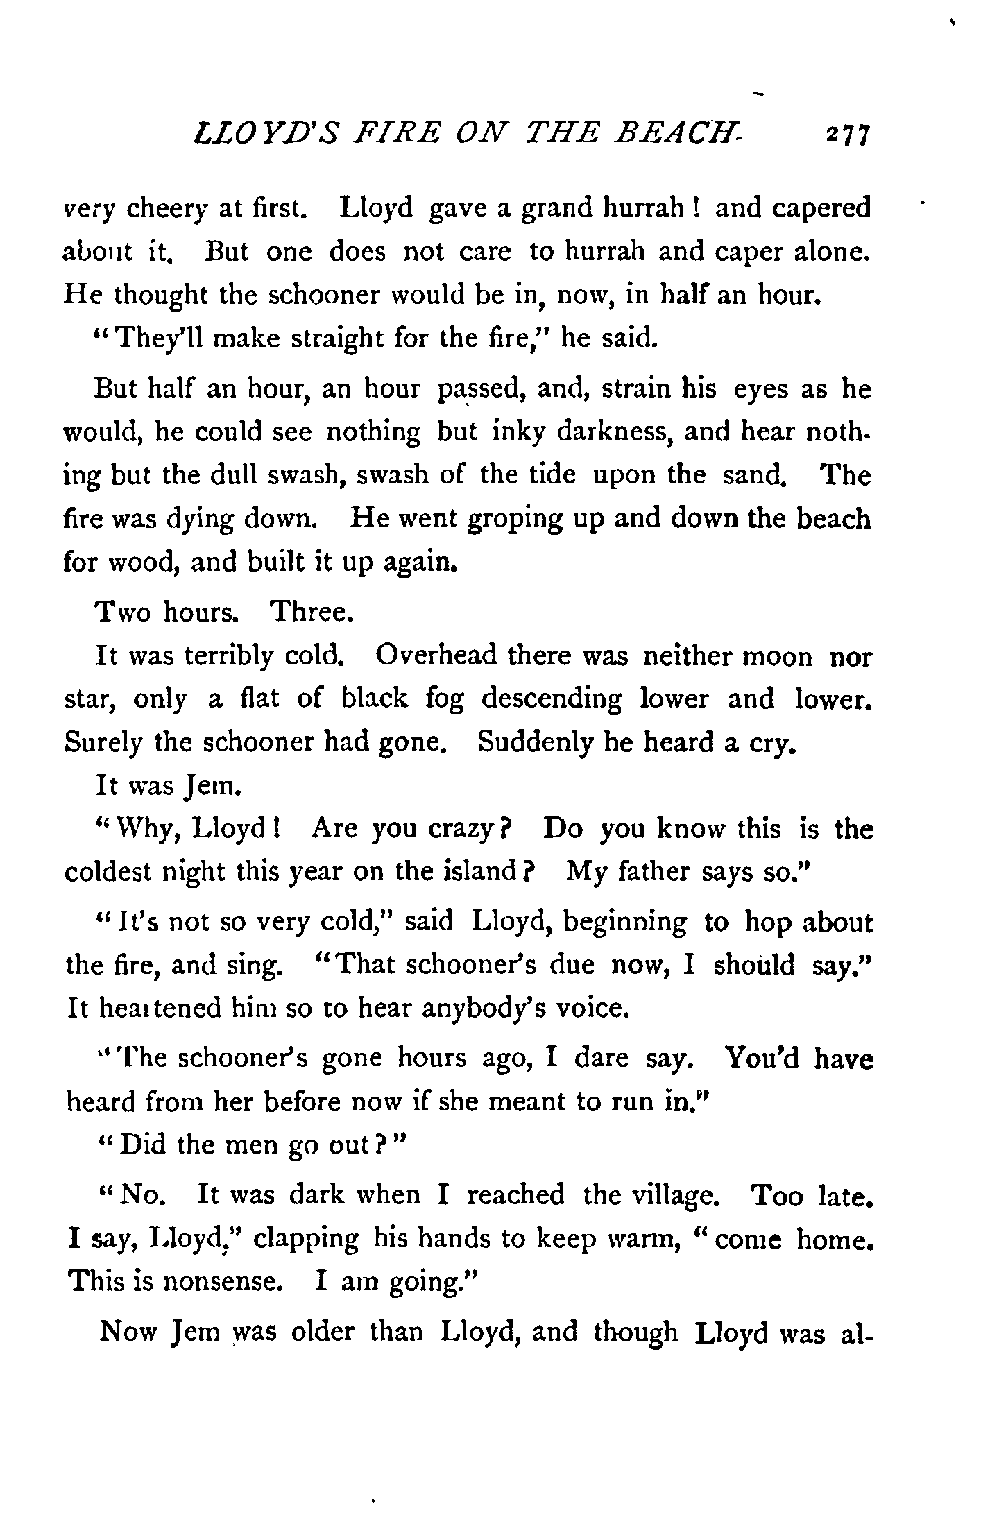 LLOYD'S FIRE ON THE BEACH. 277
very cheery at first. Lloyd gave a grand hurrah! and capered
about it. But one does not care to hurrah and caper alone.
He thought the schooner would be in, now, in half an hour.
"They'll make straight for the fire," he said.
But half an hour, an hour passed, and, strain his eyes as he
would, he could see nothing but inky darkness, and hear noth-
ing but the dull swash, swash of the tide upon the sand. The
fire was dying down. He went groping up and down the beach
for wood, and built it up again.
Two hours. Three.
It was terribly cold. Overhead there was neither moon nor
star, only a flat of black fog descending lower and lower.
Surely the schooner had gone. Suddenly he heard a cry.
It was Jem.
"Why, Lloyd! Are you crazy? Do you know this is the
coldest night this year on the island? My father says so."
"It's not so very cold," said Lloyd, beginning to hop about
the fire, and sing. "That schooner's due now, I should say."
It heartened him so to hear anybody's voice.
"The schooner's gone hours ago, I dare say. You'd have
heard from her before now if she meant to run in."
"Did the men go out?"
"No. It was dark when I reached the village. Too late.
I say, Lloyd," clapping his hands to keep warm, "come home.
This is nonsense. I am going."
Now Jem was older than Lloyd, and though Lloyd was al-